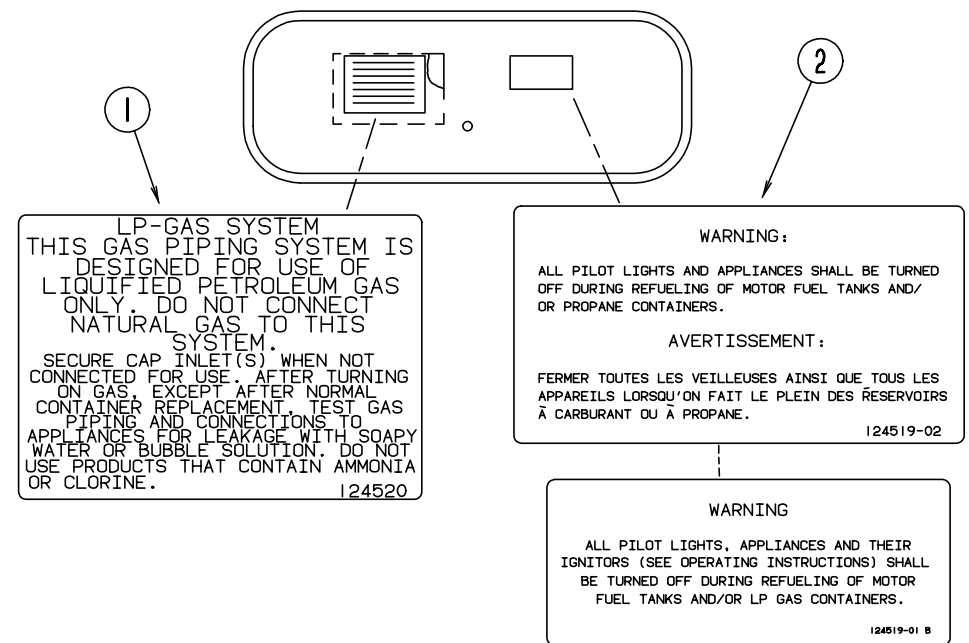 1
2
LP-GAS SYSTEM
THIS GAS PIPING SYSTEM IS
DESIGNED FOR USE OF
LIQUIFIED PETROLEUM GAS
ONLY. DO NOT CONNECT
NATURAL GAS TO THIS
SYSTEM.
SECURE CAP INLET(S) WHEN NOT
CONNECTED FOR USE. AFTER TURNING
ON GAS, EXCEPT AFTER NORMAL
CONTAINER REPLACEMENT, TEST GAS
PIPING AND CONNECTIONS TO
APPLIANCES FOR LEAKAGE WITH SOAPY
WATER OR BUBBLE SOLUTION. DO NOT
USE PRODUCTS THAT CONTAIN AMMONIA
OR CLORINE.
124520
WARNING:
ALL PILOT LIGHTS AND APPLIANCES SHALL BE TURNED
OFF DURING REFUELING OF MOTOR FUEL TANKS AND/
OR PROPANE CONTAINERS.
AVERTISSEMENT:
FERMER TOUTES LES VEILLEUSES AINSI QUE TOUS LES
APPAREILS LORSQU'ON FAIT LE PLEIN DES RESERVOIRS
À CARBURANT OU À PROPANE.
124519-02
WARNING
ALL PILOT LIGHTS, APPLIANCES AND THEIR
IGNITORS (SEE OPERATING INSTRUCTIONS) SHALL
BE TURNED OFF DURING REFUELING OF MOTOR
FUEL TANKS AND/OR LP GAS CONTAINERS.
124519-01 B